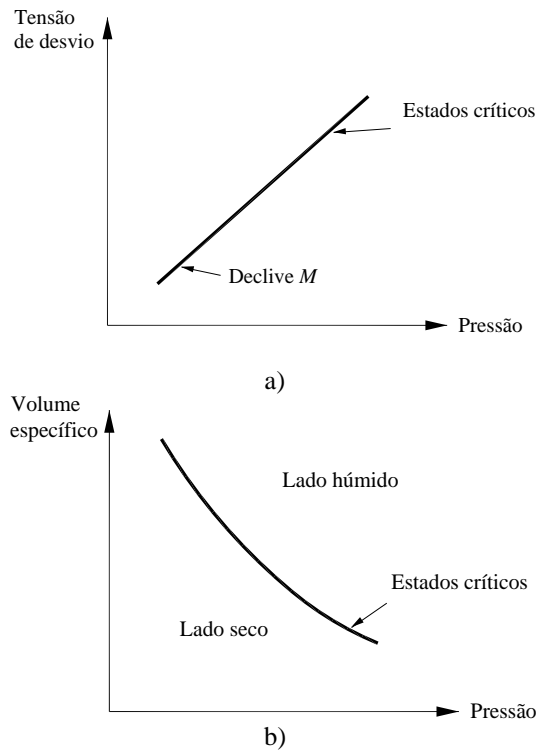 Tensão
de desvio
Estados críticos
Declive M
Pressão
a)
Volume
específico
Lado húmido
Estados críticos
Lado seco
Pressão
b)